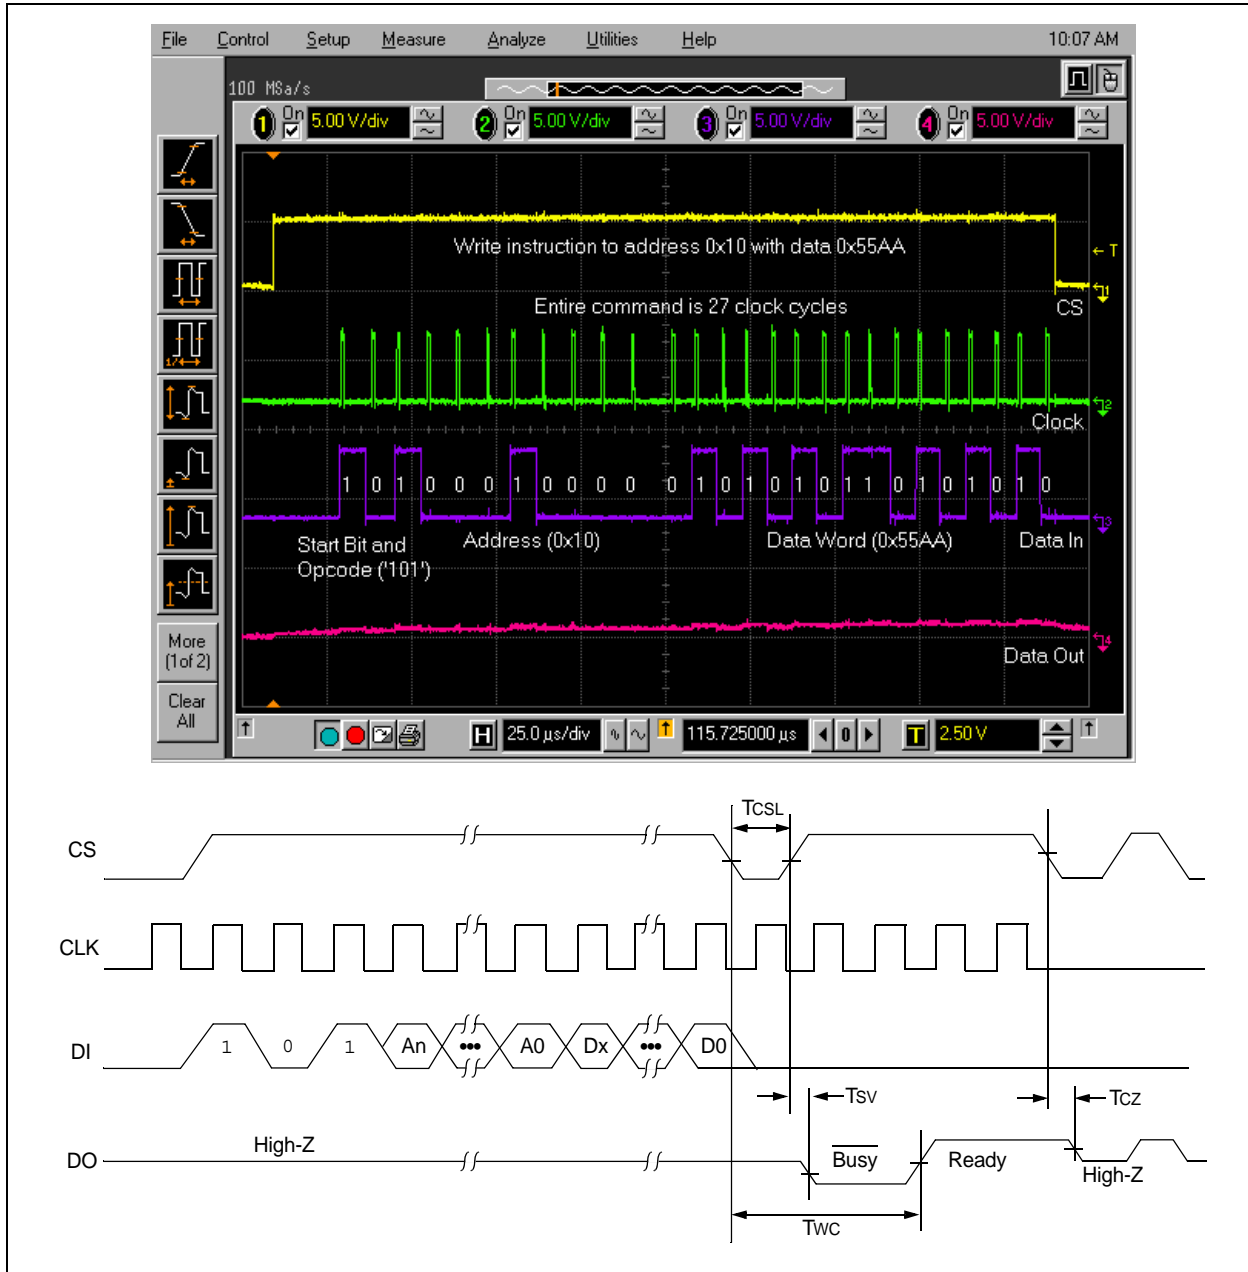 File Control Setup Measure Analyze Utilities Help 10:07 AM
100 MSa/s
1 On 5.00 V/div 2 On 5.00 V/div 3 On 5.00 V/div 4 On 5.00 V/div
Write instruction to address 0x10 with data 0x55AA
T
1
CS
Entire command is 27 clock cycles
2
Clock
1 0 1 0 0 0 1 0 0 0 0 0 1 0 1 0 1 0 1 1 0 1 0 1 0 1 0
3
Start Bit and
Opcode ('101')
Address (0x10)
Data Word (0x55AA)
Data In
4
Data Out
More
(1 of 2)
Clear
All
H 25.0 µs/div 115.725000 µs 0 T 2.50 V
TCSL
CS
CLK
DI 1 0 1 An ••• A0 Dx ••• D0
TSV
TCZ
DO High-Z Busy Ready High-Z
TWC